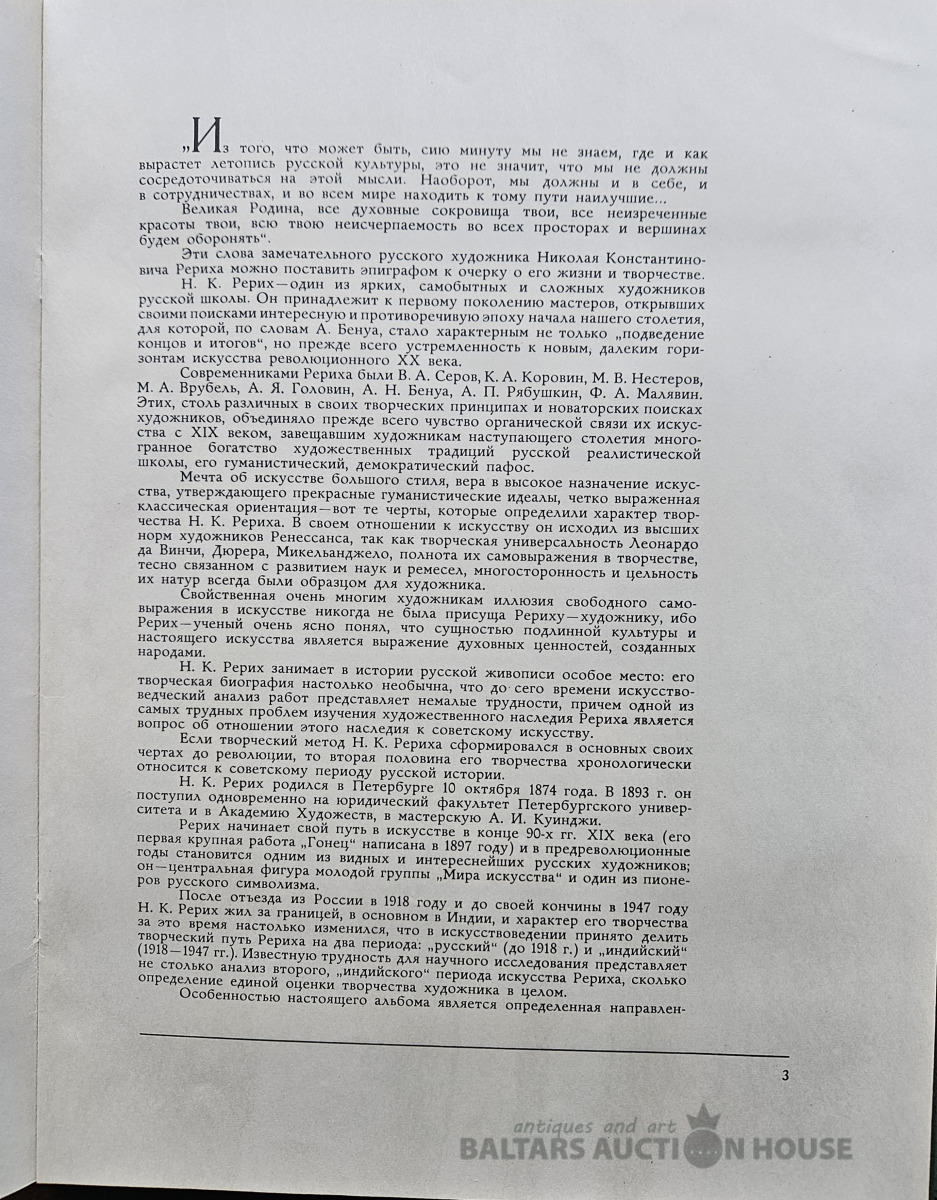 „Из того, что может быть, сию минуту мы не знаем, где и как
вырастет летопись русской культуры, это не значит, что мы не должны
сосредоточиваться на этой мысли. Наоборот, мы должны и в себе, и
в сотрудничествах, и во всем мире находить к тому пути наилучшие...
Великая Родина, все духовные сокровища твои, все неизреченные
красоты твои, всю твою неисчерпаемость во всех просторах и вершинах
будем оборонять“.
Эти слова замечательного русского художника Николая Константино-
вича Рериха можно поставить эпиграфом к очерку о его жизни и творчестве.
Н. К. Рерих—один из ярких, самобытных и сложных художников
русской школы. Он принадлежит к первому поколению мастеров, открывших
своими поисками интересную и противоречивую эпоху начала нашего столетия,
для которой, по словам А. Бенуа, стало характерным не только „подведение
концов и итогов“, но прежде всего устремленность к новым, далеким гори-
зонтам искусства революционного XX века.
Современниками Рериха были В. А. Серов, К. А. Коровин, М. В. Нестеров,
М. А. Врубель, А. Я. Головин, А. Н. Бенуа, А. П. Рябушкин, Ф. А. Малявин.
Этих, столь различных в своих творческих принципах и новаторских поисках
художников, объединяло прежде всего чувство органической связи их искус-
ства с XIX веком, завещавшим художникам наступающего столетия много-
гранное богатство художественных традиций русской реалистической
школы, его гуманистический, демократический пафос.
Мечта об искусстве большого стиля, вера в высокое назначение искус-
ства, утверждающего прекрасные гуманистические идеалы, четко выраженная
классическая ориентация—вот те черты, которые определили характер твор-
чества Н. К. Рериха. В своем отношении к искусству он исходил из высших
норм художников Ренессанса, так как творческая универсальность Леонардо
да Винчи, Дюрера, Микельанджело, полнота их самовыражения в творчестве,
тесно связанном с развитием наук и ремесел, многосторонность и цельность
их натур всегда были образцом для художника.
Свойственная очень многим художникам иллюзия свободного само-
выражения в искусстве никогда не была присуща Рериху—художнику, ибо
Рерих—ученый очень ясно понял, что сущностью подлинной культуры и
настоящего искусства является выражение духовных ценностей, созданных
народами.
Н. К. Рерих занимает в истории русской живописи особое место: его
творческая биография настолько необычна, что до сего времени искусство-
ведческий анализ работ представляет немалые трудности, причем одной из
самых трудных проблем изучения художественного наследия Рериха является
вопрос об отношении этого наследия к советскому искусству.
Если творческий метод Н. К. Рериха сформировался в основных своих
чертах до революции, то вторая половина его творчества хронологически
относится к советскому периоду русской истории.
Н. К. Рерих родился в Петербурге 10 октября 1874 года. В 1893 г. он
поступил одновременно на юридический факультет Петербургского универ-
ситета и в Академию Художеств, в мастерскую А. И. Куинджи.
Рерих начинает свой путь в искусстве в конце 90-х гг. XIX века (его
первая крупная работа „Гонец“ написана в 1897 году) и в предреволюционные
годы становится одним из видных и интереснейших русских художников;
он—центральная фигура молодой группы „Мира искусства“ и один из пионе-
ров русского символизма.
После отъезда из России в 1918 году и до своей кончины в 1947 году
Н. К. Рерих жил за границей, в основном в Индии, и характер его творчества
за это время настолько изменился, что в искусствоведении принято делить
творческий путь Рериха на два периода: „русский“ (до 1918 г.) и „индийский“
(1918—1947 гг.). Известную трудность для научного исследования представляет
не столько анализ второго, „индийского“ периода искусства Рериха, сколько
определение единой оценки творчества художника в целом.
Особенностью настоящего альбома является определенная направлен-
3
antiques and art
BALTARS AUCTION HOUSE